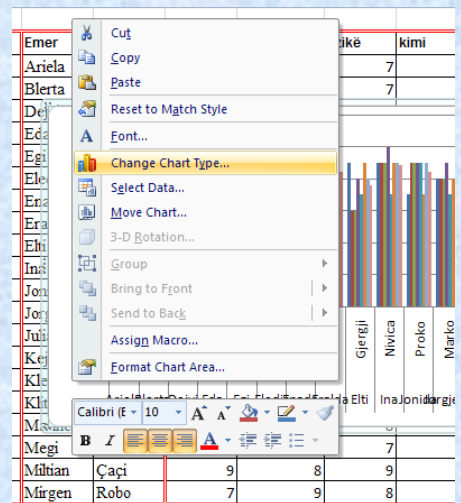 Emer zikë kimi
Ariela 7
Blerta 7
Cut
Copy
Paste
Reset to Match Style
Font...
Change Chart Type...
Select Data...
Move Chart...
3-D Rotation...
Group
Bring to Front
Send to Back
Assign Macro...
Format Chart Area...
Gjergji
Nivica
Proko
Marko
Elti
Calibri (E 10 A A
B I A
Megi 7
Miltian Çaçi 9 8 9
Mirgen Robo 7 9 8